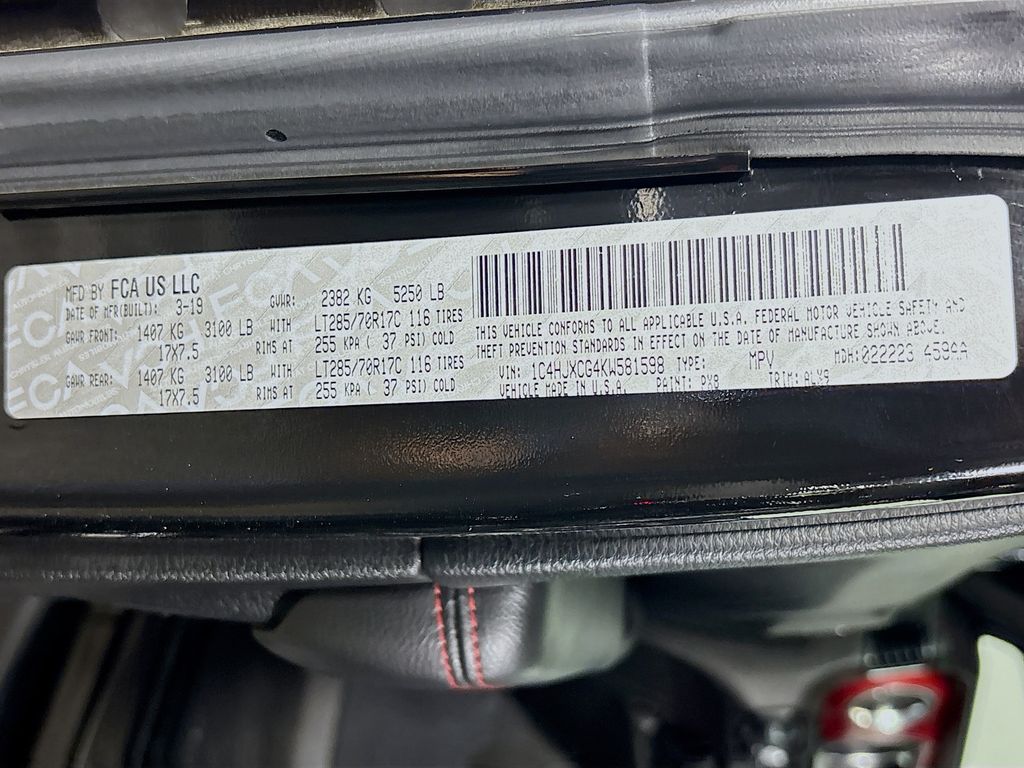 MFD BY FCA US LLC
DATE OF MFR(BUILT): 3-19 GVWR: 2382 KG 5250 LB
GAWR FRONT: 1407 KG 3100 LB WITH LT285/70R17C 116 TIRES
17X7.5 RIMS AT 255 KPA ( 37 PSI) COLD
GAWR REAR: 1407 KG 3100 LB WITH LT285/70R17C 116 TIRES
17X7.5 RIMS AT 255 KPA ( 37 PSI) COLD
THIS VEHICLE CONFORMS TO ALL APPLICABLE U.S.A. FEDERAL MOTOR VEHICLE SAFETY AND
THEFT PREVENTION STANDARDS IN EFFECT ON THE DATE OF MANUFACTURE SHOWN ABOVE.
VIN: 1C4HJXCG4KW581598 TYPE: MPV MDH:022223
VEHICLE MADE IN U.S.A. PAINT: PX8 TRIM: ALX9